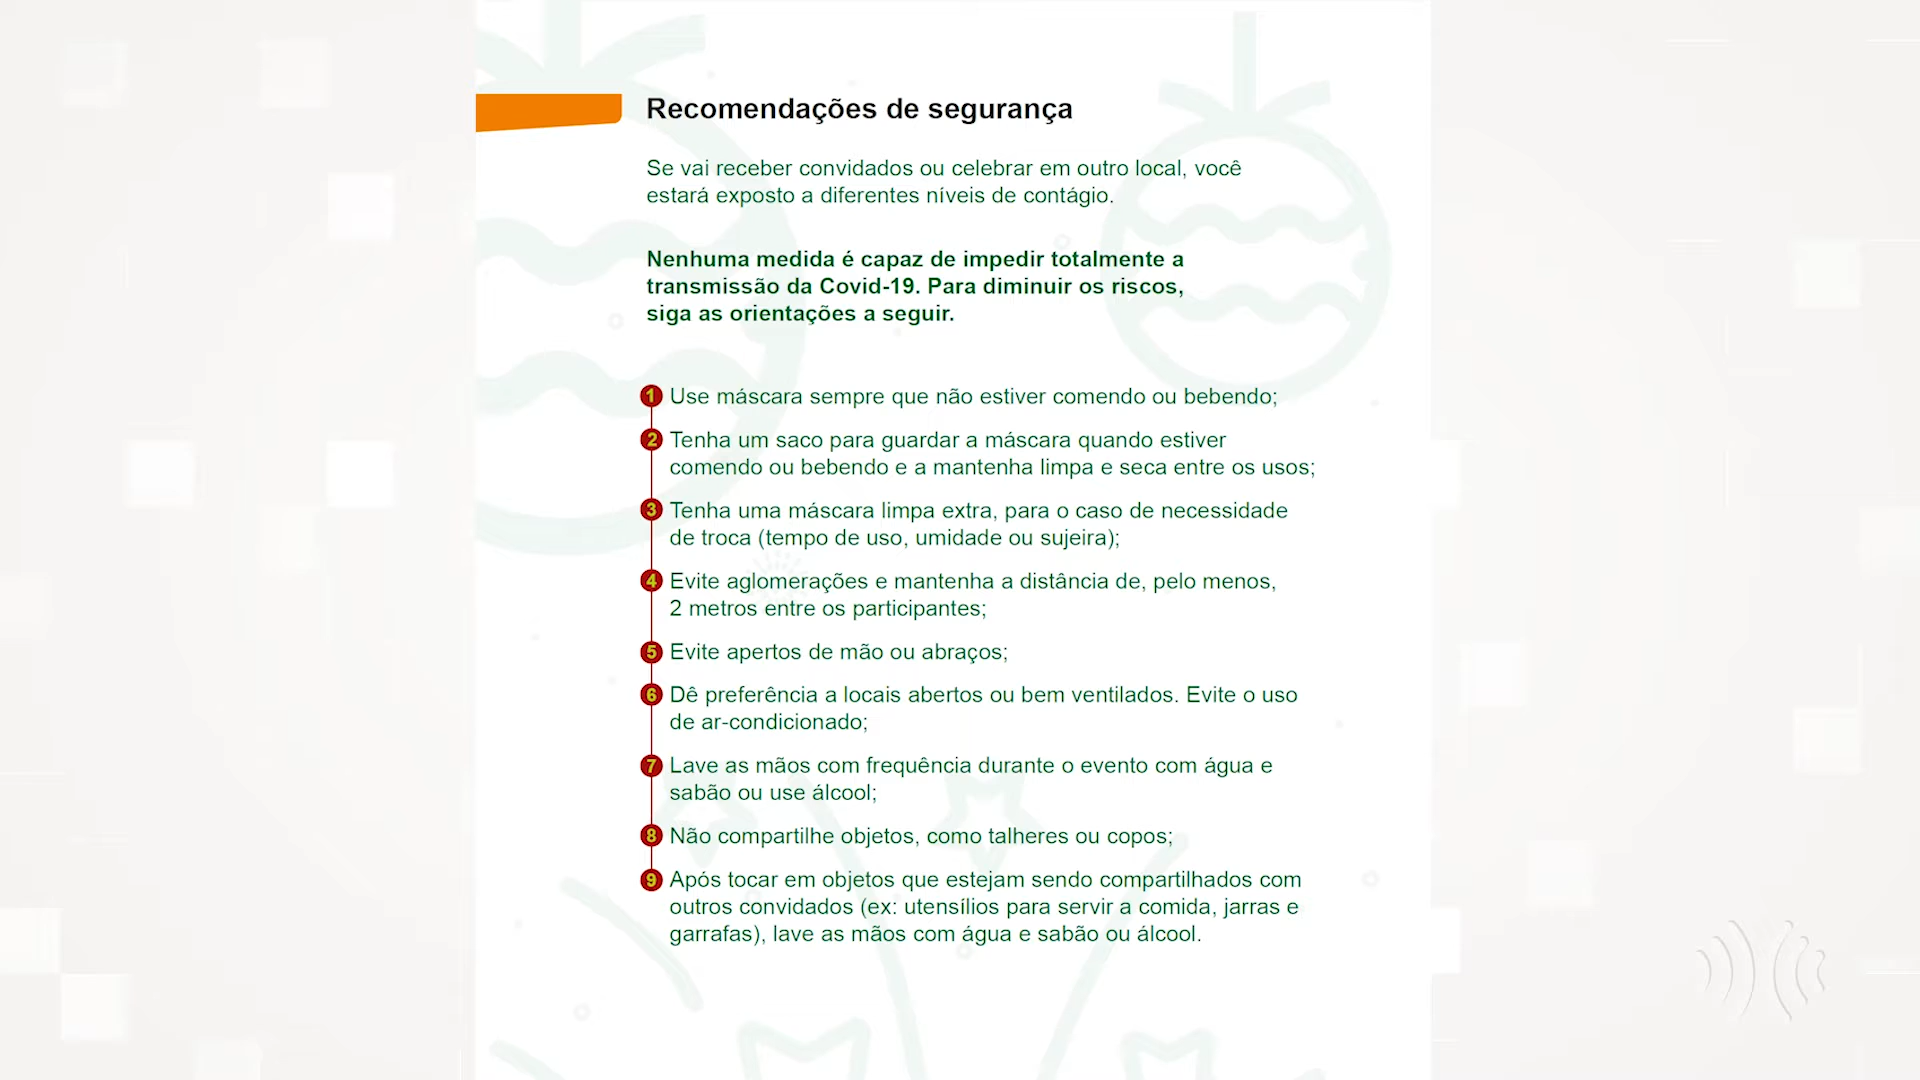 Recomendações de segurança
Se vai receber convidados ou celebrar em outro local, você
estará exposto a diferentes níveis de contágio.
Nenhuma medida é capaz de impedir totalmente a
transmissão da Covid-19. Para diminuir os riscos,
siga as orientações a seguir.
1 Use máscara sempre que não estiver comendo ou bebendo;
2 Tenha um saco para guardar a máscara quando estiver
comendo ou bebendo e a mantenha limpa e seca entre os usos;
3 Tenha uma máscara limpa extra, para o caso de necessidade
de troca (tempo de uso, umidade ou sujeira);
4 Evite aglomerações e mantenha a distância de, pelo menos,
2 metros entre os participantes;
5 Evite apertos de mão ou abraços;
6 Dê preferência a locais abertos ou bem ventilados. Evite o uso
de ar-condicionado;
7 Lave as mãos com frequência durante o evento com água e
sabão ou use álcool;
8 Não compartilhe objetos, como talheres ou copos;
9 Após tocar em objetos que estejam sendo compartilhados com
outros convidados (ex: utensílios para servir a comida, jarras e
garrafas), lave as mãos com água e sabão ou álcool.